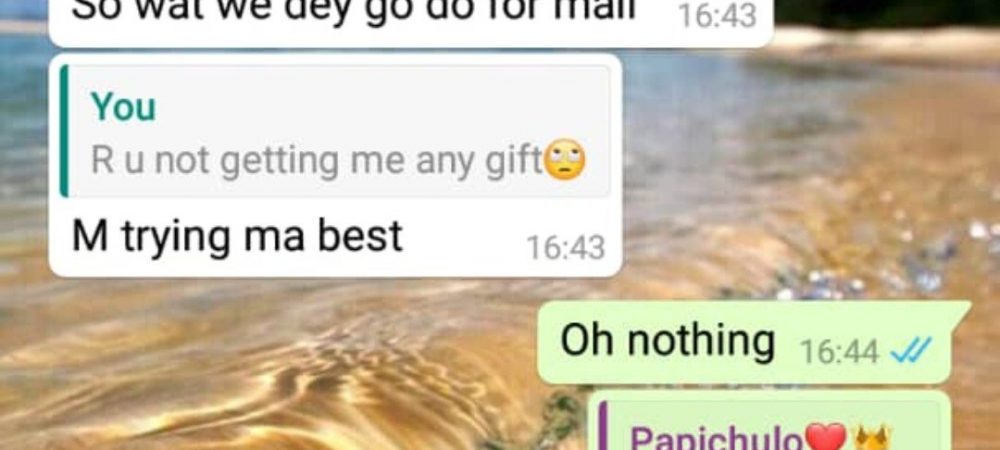 So wat we dey go do for mall 16:43
You
R u not getting me any gift🙄
M trying ma best 16:43
Oh nothing 16:44
Papichulo❤️👑